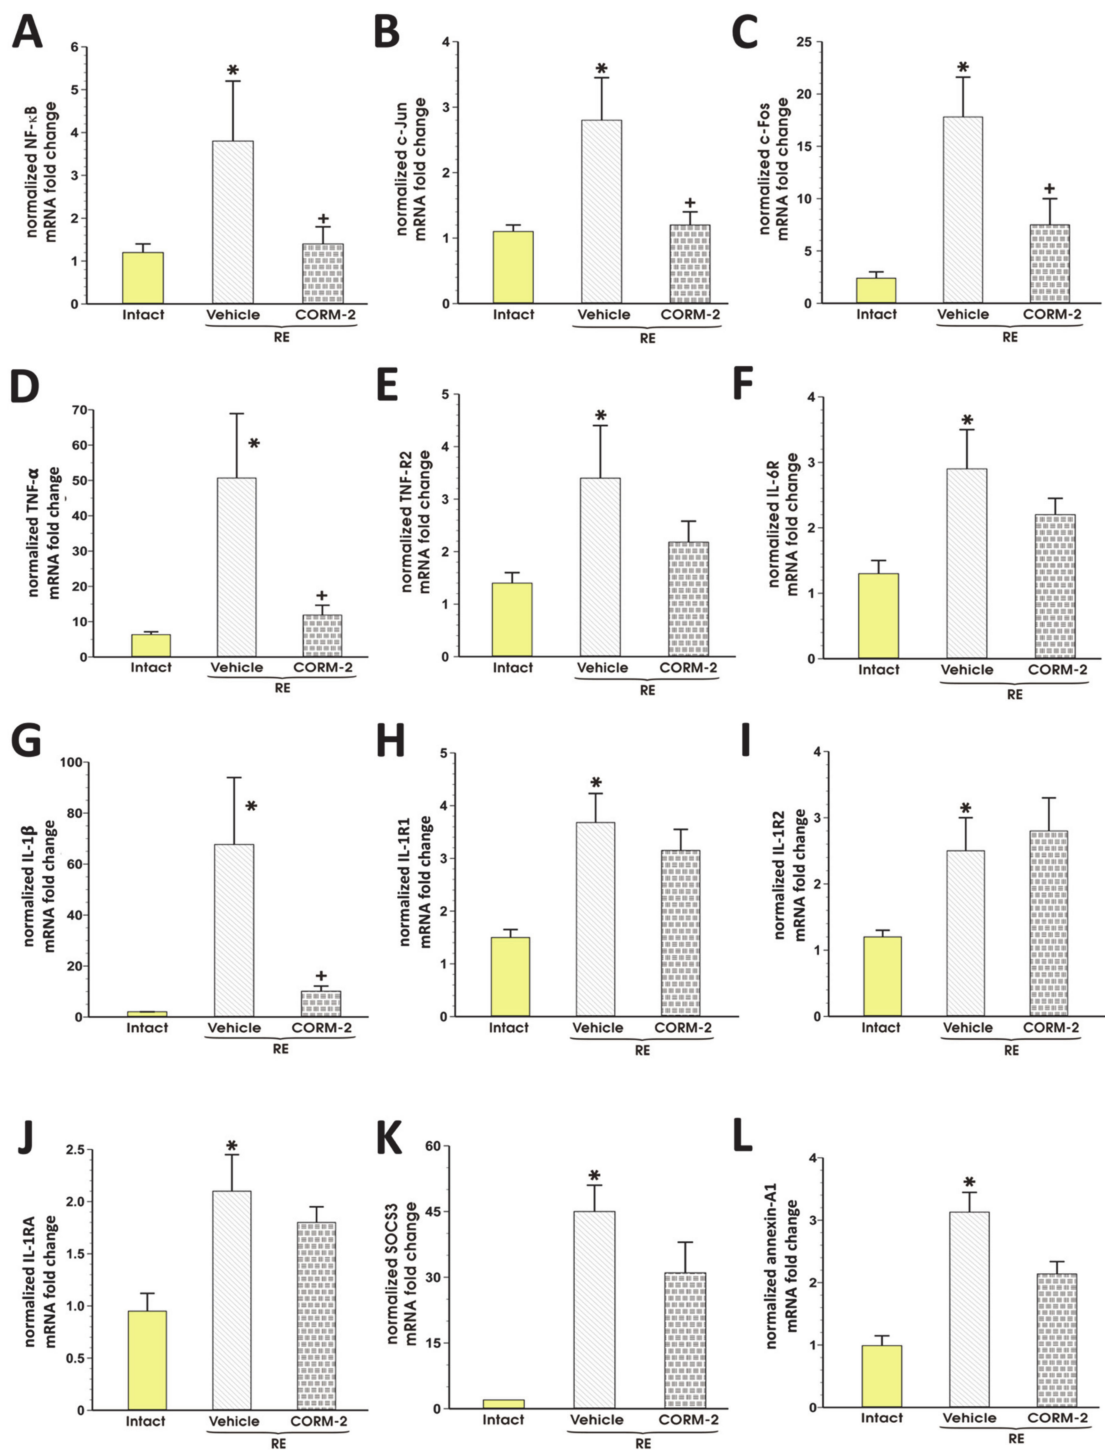 A
normalized NF-κB
mRNA fold change
6
5
4
3
2
1
0
*
+
Intact
Vehicle
CORM-2
RE
B
normalized c-Jun
mRNA fold change
4
3
2
1
0
*
+
Intact
Vehicle
CORM-2
RE
C
normalized c-Fos
mRNA fold change
25
20
15
10
5
0
*
+
Intact
Vehicle
CORM-2
RE
D
normalized TNF-α
mRNA fold change
70
60
50
40
30
20
10
0
*
+
Intact
Vehicle
CORM-2
RE
E
normalized TNF-R2
mRNA fold change
5
4
3
2
1
0
*
Intact
Vehicle
CORM-2
RE
F
normalized IL-6R
mRNA fold change
4
3
2
1
0
*
Intact
Vehicle
CORM-2
RE
G
normalized IL-1β
mRNA fold change
100
80
60
40
20
0
*
+
Intact
Vehicle
CORM-2
RE
H
normalized IL-1R1
mRNA fold change
5
4
3
2
1
0
*
Intact
Vehicle
CORM-2
RE
I
normalized IL-1R2
mRNA fold change
4
3
2
1
0
*
Intact
Vehicle
CORM-2
RE
J
normalized IL-1RA
mRNA fold change
2.5
2.0
1.5
1.0
0.5
0.0
*
Intact
Vehicle
CORM-2
RE
K
normalized SOCS3
mRNA fold change
60
45
30
15
0
*
Intact
Vehicle
CORM-2
RE
L
normalized annexin-A1
mRNA fold change
4
3
2
1
0
*
Intact
Vehicle
CORM-2
RE